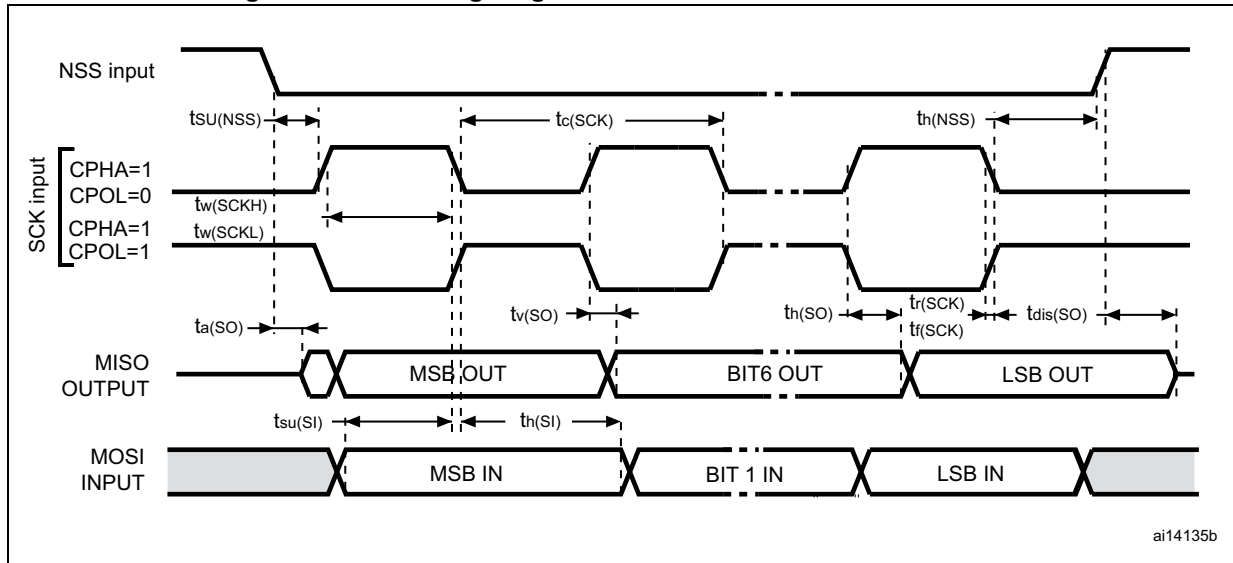 NSS input
tSU(NSS)
tc(SCK)
th(NSS)
SCK input
CPHA=1
CPOL=0
tw(SCKH)
CPHA=1
tw(SCKL)
CPOL=1
ta(SO)
tv(SO)
th(SO)
tr(SCK)
tf(SCK)
tdis(SO)
MISO
OUTPUT
MSB OUT
BIT6 OUT
LSB OUT
tsu(SI)
th(SI)
MOSI
INPUT
MSB IN
BIT 1 IN
LSB IN
ai14135b